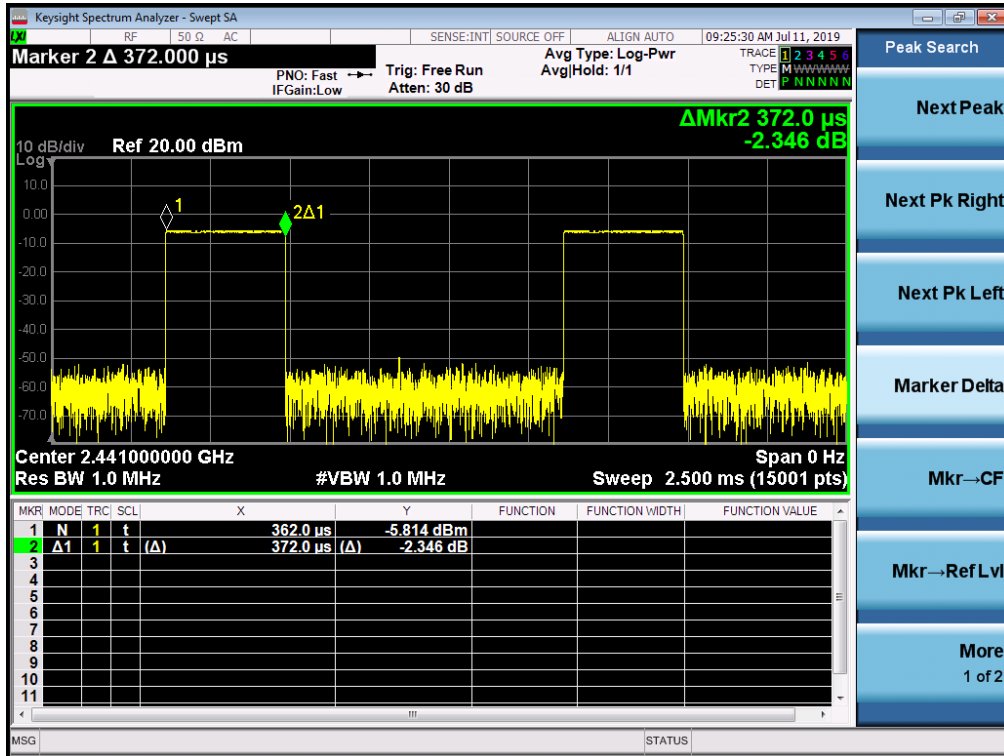 Keysight Spectrum Analyzer - Swept SA
LXI RF 50 Ω AC SENSE:INT SOURCE OFF ALIGN AUTO 09:25:30 AM Jul 11, 2019
Marker 2 Δ 372.000 µs
PNO: Fast
IFGain:Low
Trig: Free Run
Atten: 30 dB
Avg Type: Log-Pwr
Avg|Hold: 1/1
TRACE 1 2 3 4 5 6
TYPE M WWWWW
DET P N N N N N
ΔMkr2 372.0 µs
-2.346 dB
10 dB/div Ref 20.00 dBm
Log
10.0
0.00
-10.0
-20.0
-30.0
-40.0
-50.0
-60.0
-70.0
1
2Δ1
Center 2.441000000 GHz Span 0 Hz
Res BW 1.0 MHz #VBW 1.0 MHz Sweep 2.500 ms (15001 pts)
MKR MODE TRC SCL X Y FUNCTION FUNCTION WIDTH FUNCTION VALUE
1 N 1 t 362.0 µs -5.814 dBm
2 Δ1 1 t (Δ) 372.0 µs (Δ) -2.346 dB
3
4
5
6
7
8
9
10
11
MSG STATUS
Peak Search
Next Peak
Next Pk Right
Next Pk Left
Marker Delta
Mkr→CF
Mkr→Ref Lvl
More
1 of 2